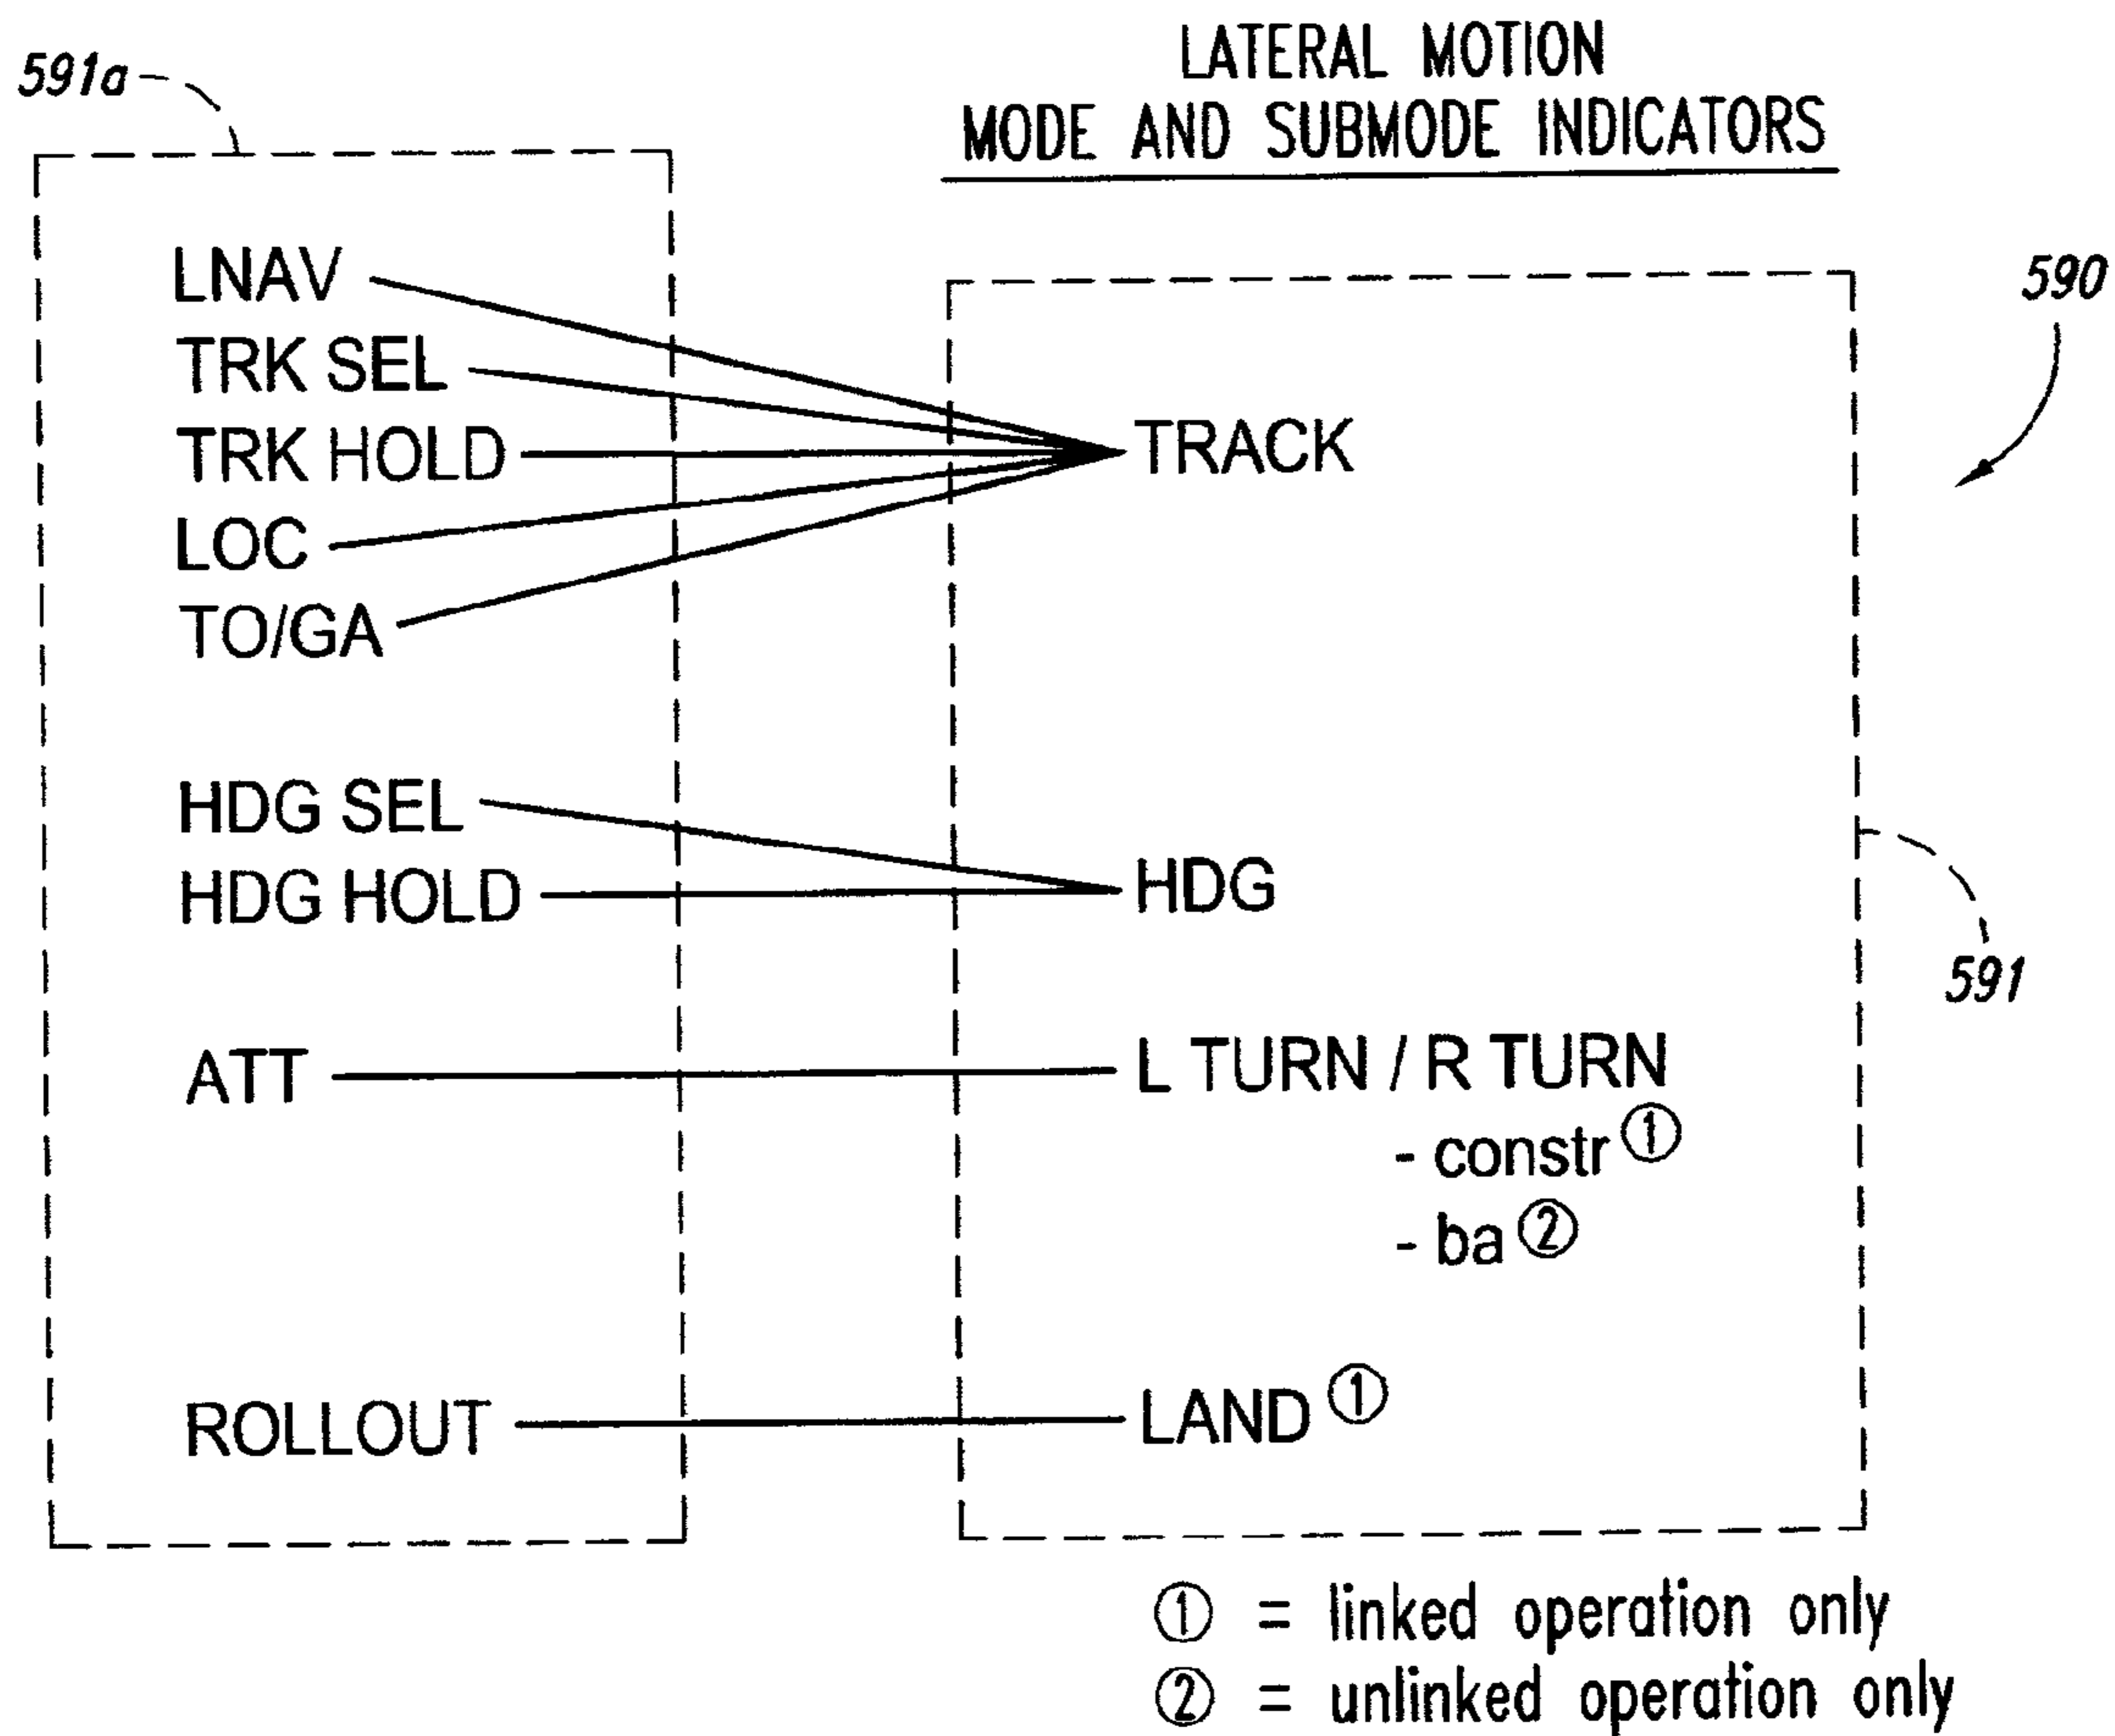 LATERAL MOTION
MODE AND SUBMODE INDICATORS
591a
LNAV
TRK SEL
TRK HOLD
LOC
TO/GA
HDG SEL
HDG HOLD
ATT
ROLLOUT
TRACK
HDG
L TURN / R TURN
- constr ①
- ba ②
LAND ①
590
591
① = linked operation only
② = unlinked operation only